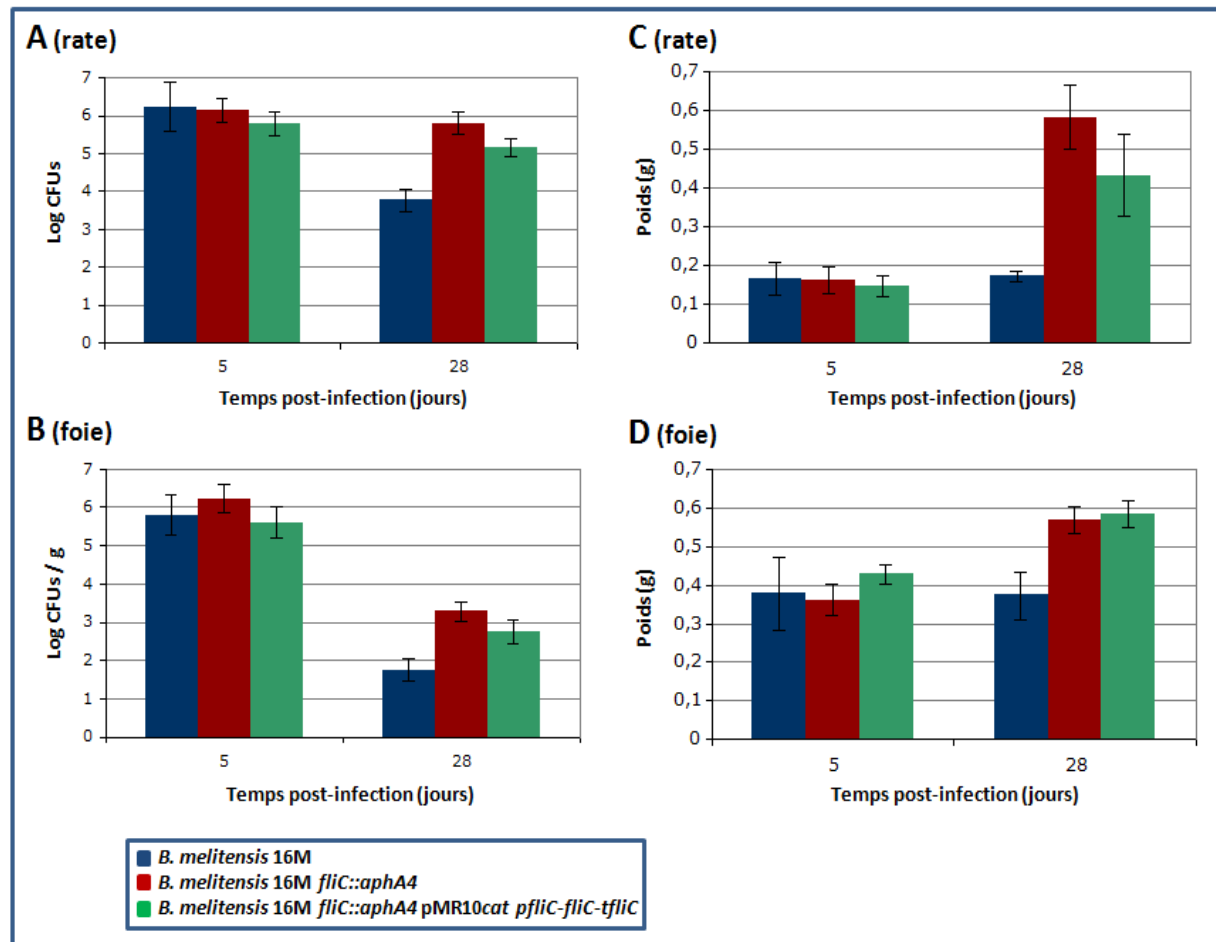 A (rate)
Log CFUs
7
6
5
4
3
2
1
0
5
28
Temps post-infection (jours)
C (rate)
Poids (g)
0,7
0,6
0,5
0,4
0,3
0,2
0,1
0
5
28
Temps post-infection (jours)
B (foie)
Log CFUs / g
7
6
5
4
3
2
1
0
5
28
Temps post-infection (jours)
D (foie)
Poids (g)
0,7
0,6
0,5
0,4
0,3
0,2
0,1
0
5
28
Temps post-infection (jours)
B. melitensis 16M
B. melitensis 16M fliC::aphA4
B. melitensis 16M fliC::aphA4 pMR10cat pfliC-fliC-tfliC